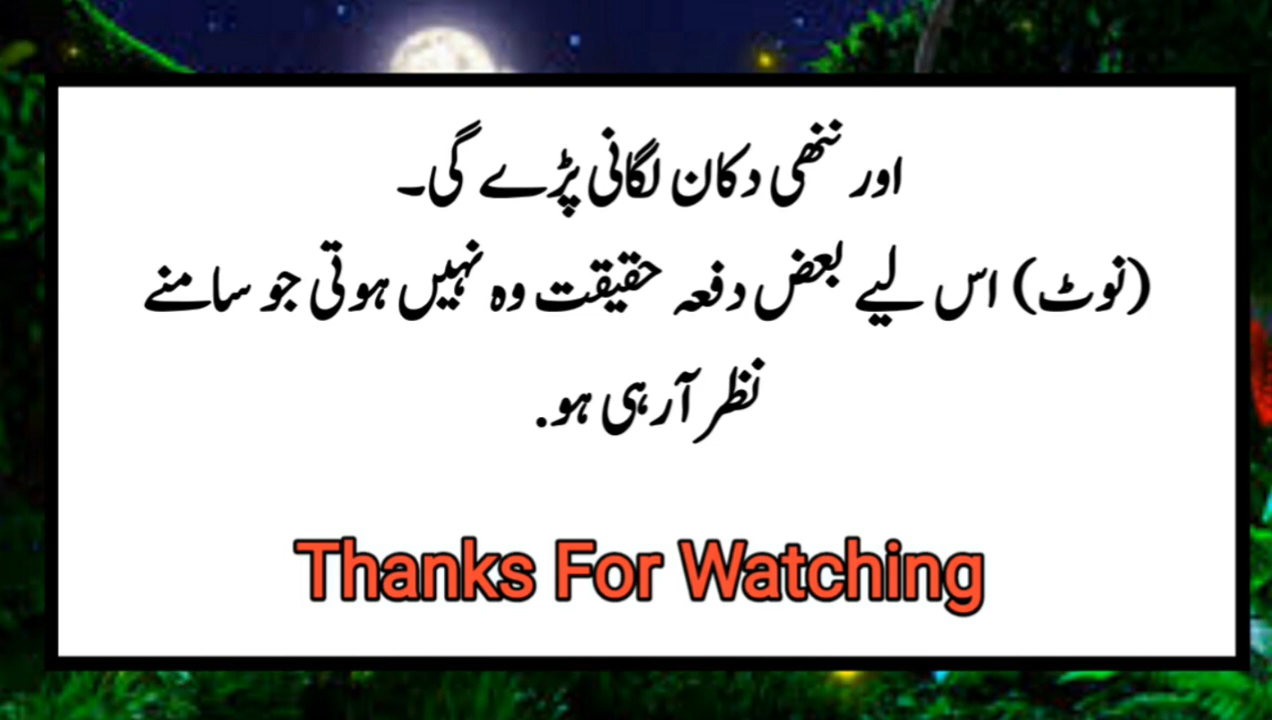 اور ننھی دکان لگانی پڑے گی۔
(نوٹ) اس لیے بعض دفعہ حقیقت وہ نہیں ہوتی جو سامنے
نظر آرہی ہو.
Thanks For Watching